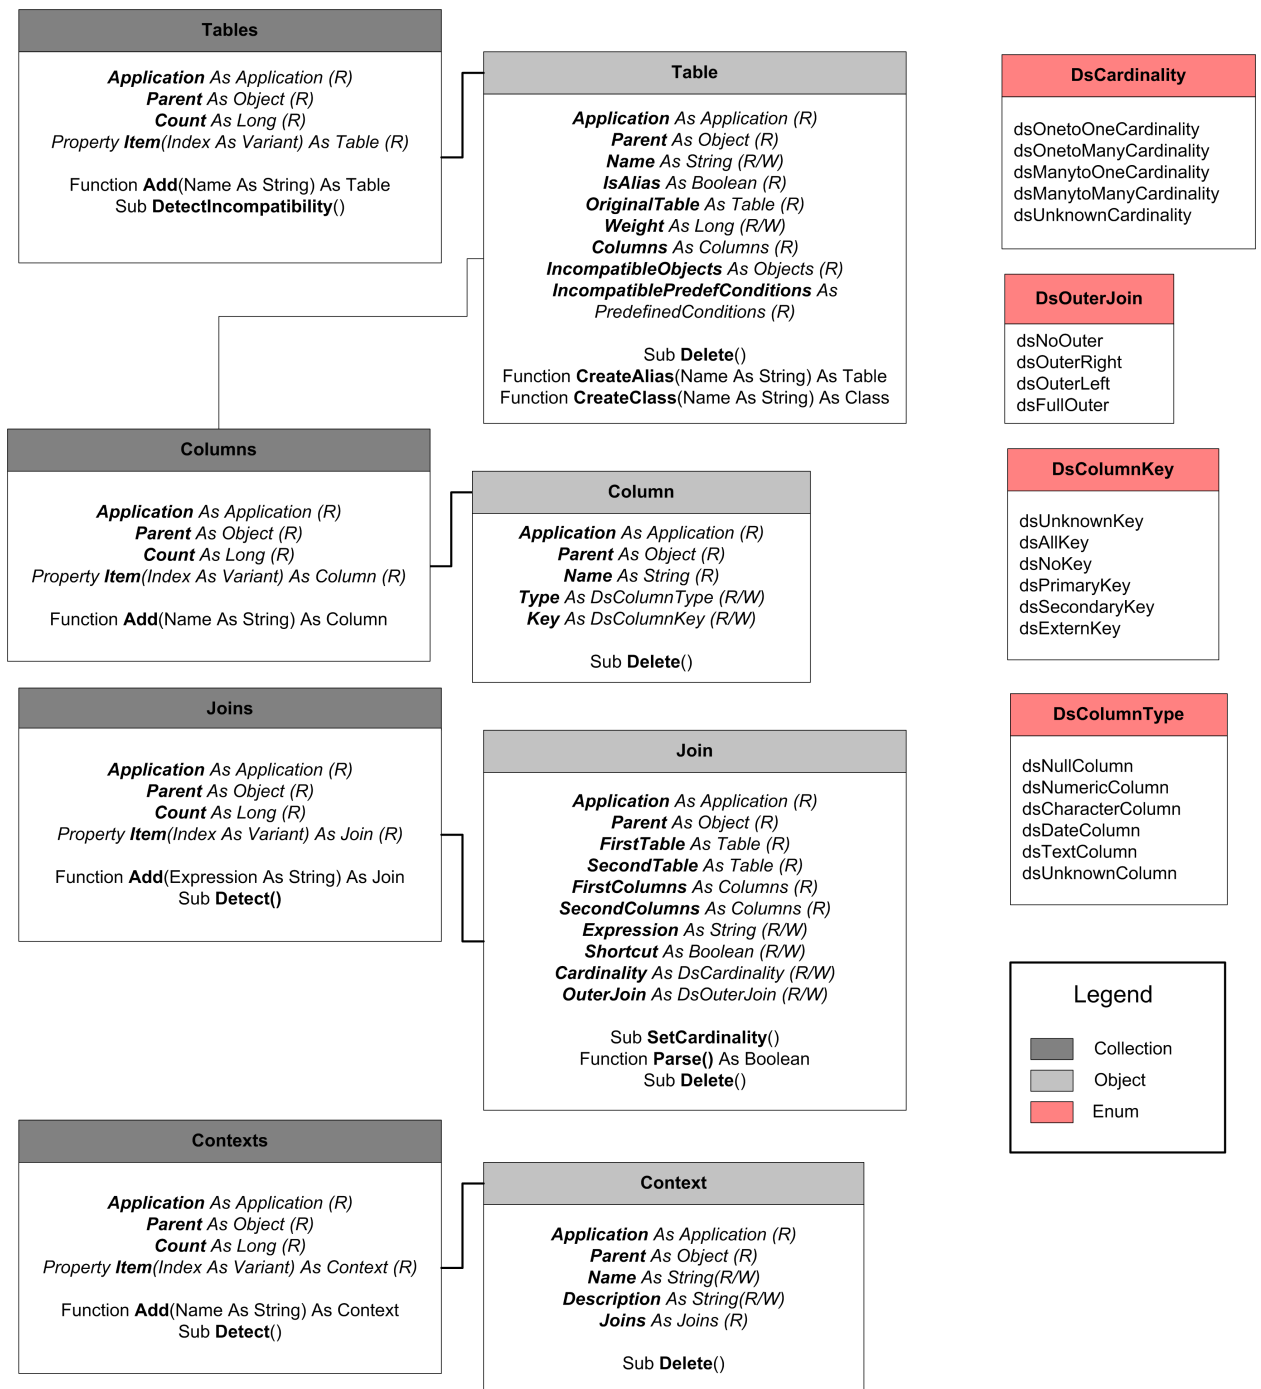 Tables
Application As Application (R)
Parent As Object (R)
Count As Long (R)
Property Item(Index As Variant) As Table (R)
Function Add(Name As String) As Table
Sub DetectIncompatibility()
Table
Application As Application (R)
Parent As Object (R)
Name As String (R/W)
IsAlias As Boolean (R)
OriginalTable As Table (R)
Weight As Long (R/W)
Columns As Columns (R)
IncompatibleObjects As Objects (R)
IncompatiblePredefConditions As
PredefinedConditions (R)
Sub Delete()
Function CreateAlias(Name As String) As Table
Function CreateClass(Name As String) As Class
Columns
Application As Application (R)
Parent As Object (R)
Count As Long (R)
Property Item(Index As Variant) As Column (R)
Function Add(Name As String) As Column
Column
Application As Application (R)
Parent As Object (R)
Name As String (R)
Type As DsColumnType (R/W)
Key As DsColumnKey (R/W)
Sub Delete()
Joins
Application As Application (R)
Parent As Object (R)
Count As Long (R)
Property Item(Index As Variant) As Join (R)
Function Add(Expression As String) As Join
Sub Detect()
Join
Application As Application (R)
Parent As Object (R)
FirstTable As Table (R)
SecondTable As Table (R)
FirstColumns As Columns (R)
SecondColumns As Columns (R)
Expression As String (R/W)
Shortcut As Boolean (R/W)
Cardinality As DsCardinality (R/W)
OuterJoin As DsOuterJoin (R/W)
Sub SetCardinality()
Function Parse() As Boolean
Sub Delete()
Contexts
Application As Application (R)
Parent As Object (R)
Count As Long (R)
Property Item(Index As Variant) As Context (R)
Function Add(Name As String) As Context
Sub Detect()
Context
Application As Application (R)
Parent As Object (R)
Name As String(R/W)
Description As String(R/W)
Joins As Joins (R)
Sub Delete()
DsCardinality
dsOnetoOneCardinality
dsOnetoManyCardinality
dsManytoOneCardinality
dsManytoManyCardinality
dsUnknownCardinality
DsOuterJoin
dsNoOuter
dsOuterRight
dsOuterLeft
dsFullOuter
DsColumnKey
dsUnknownKey
dsAllKey
dsNoKey
dsPrimaryKey
dsSecondaryKey
dsExternKey
DsColumnType
dsNullColumn
dsNumericColumn
dsCharacterColumn
dsDateColumn
dsTextColumn
dsUnknownColumn
Legend
Collection
Object
Enum